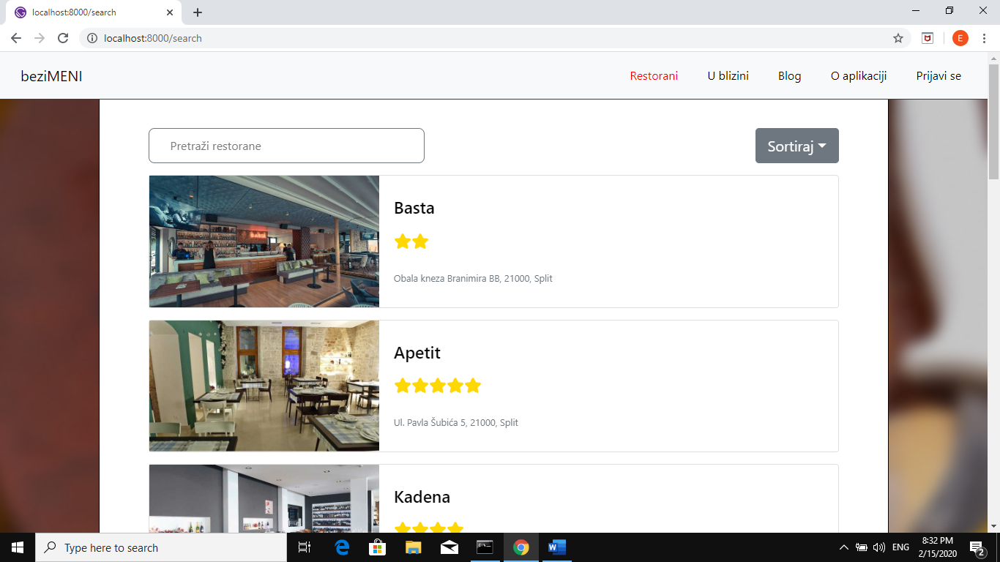 localhost:8000/search
localhost:8000/search
E
beziMENI
Restorani
U blizini
Blog
O aplikaciji
Prijavi se
Pretraži restorane
Sortiraj
Basta
Obala kneza Branimira BB, 21000, Split
Apetit
Ul. Pavla Šubića 5, 21000, Split
Kadena
Type here to search
ENG
8:32 PM
2/15/2020
2